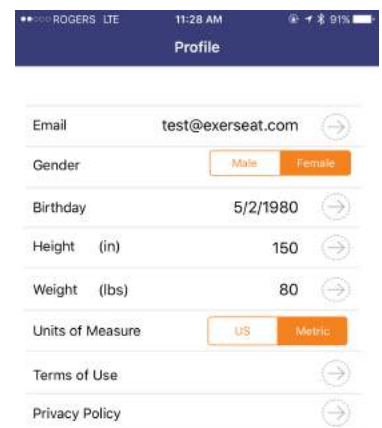 ROGERS LTE 11:28 AM 91%
Profile
Email test@exerseat.com
Gender Male Female
Birthday 5/2/1980
Height (in) 150
Weight (lbs) 80
Units of Measure US Metric
Terms of Use
Privacy Policy